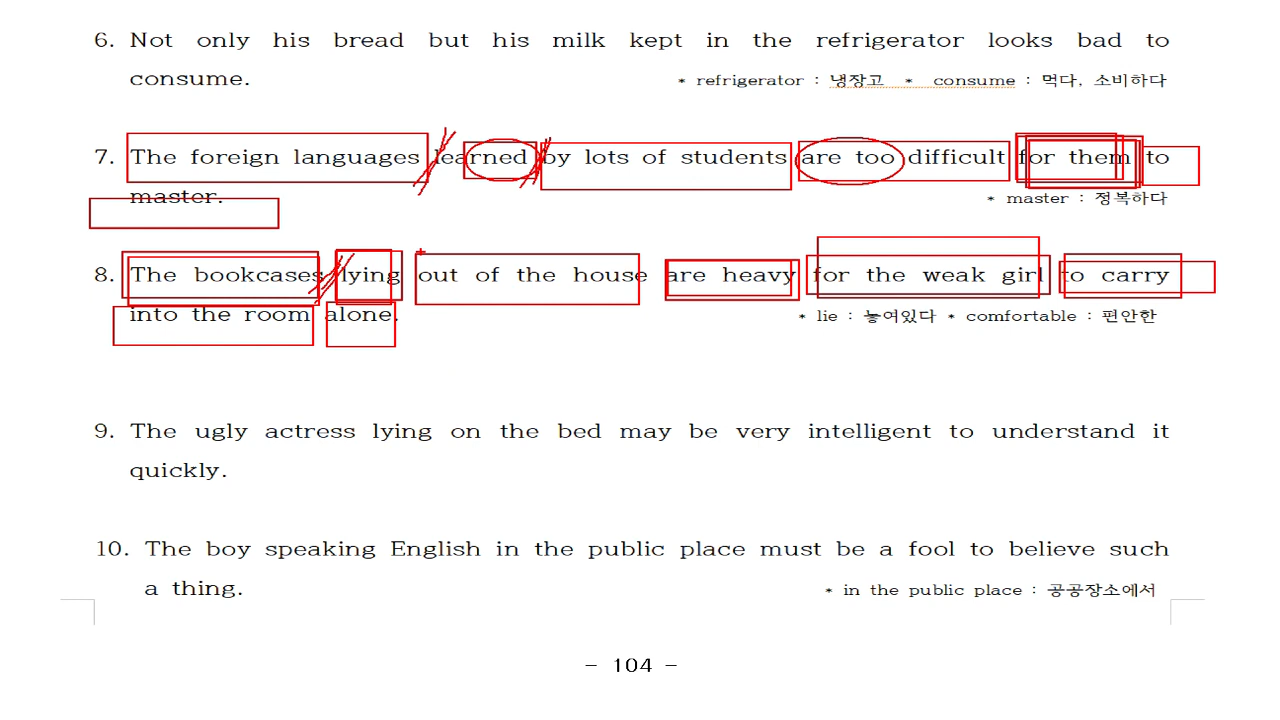 6. Not only his bread but his milk kept in the refrigerator looks bad to
consume. * refrigerator : 냉장고 * consume : 먹다, 소비하다
7. The foreign languages learned by lots of students are too difficult for them to
master. * master : 정복하다
8. The bookcases lying out of the house are heavy for the weak girl to carry
into the room alone. * lie : 놓여있다 * comfortable : 편안한
9. The ugly actress lying on the bed may be very intelligent to understand it
quickly.
10. The boy speaking English in the public place must be a fool to believe such
a thing. * in the public place : 공공장소에서
- 104 -